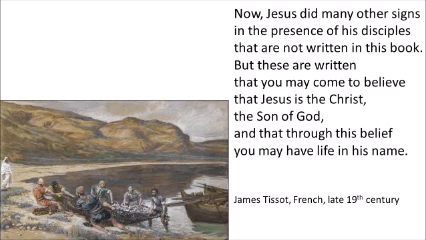 Now, Jesus did many other signs
in the presence of his disciples
that are not written in this book.
But these are written
that you may come to believe
that Jesus is the Christ,
the Son of God,
and that through this belief
you may have life in his name.
James Tissot, French, late 19th century